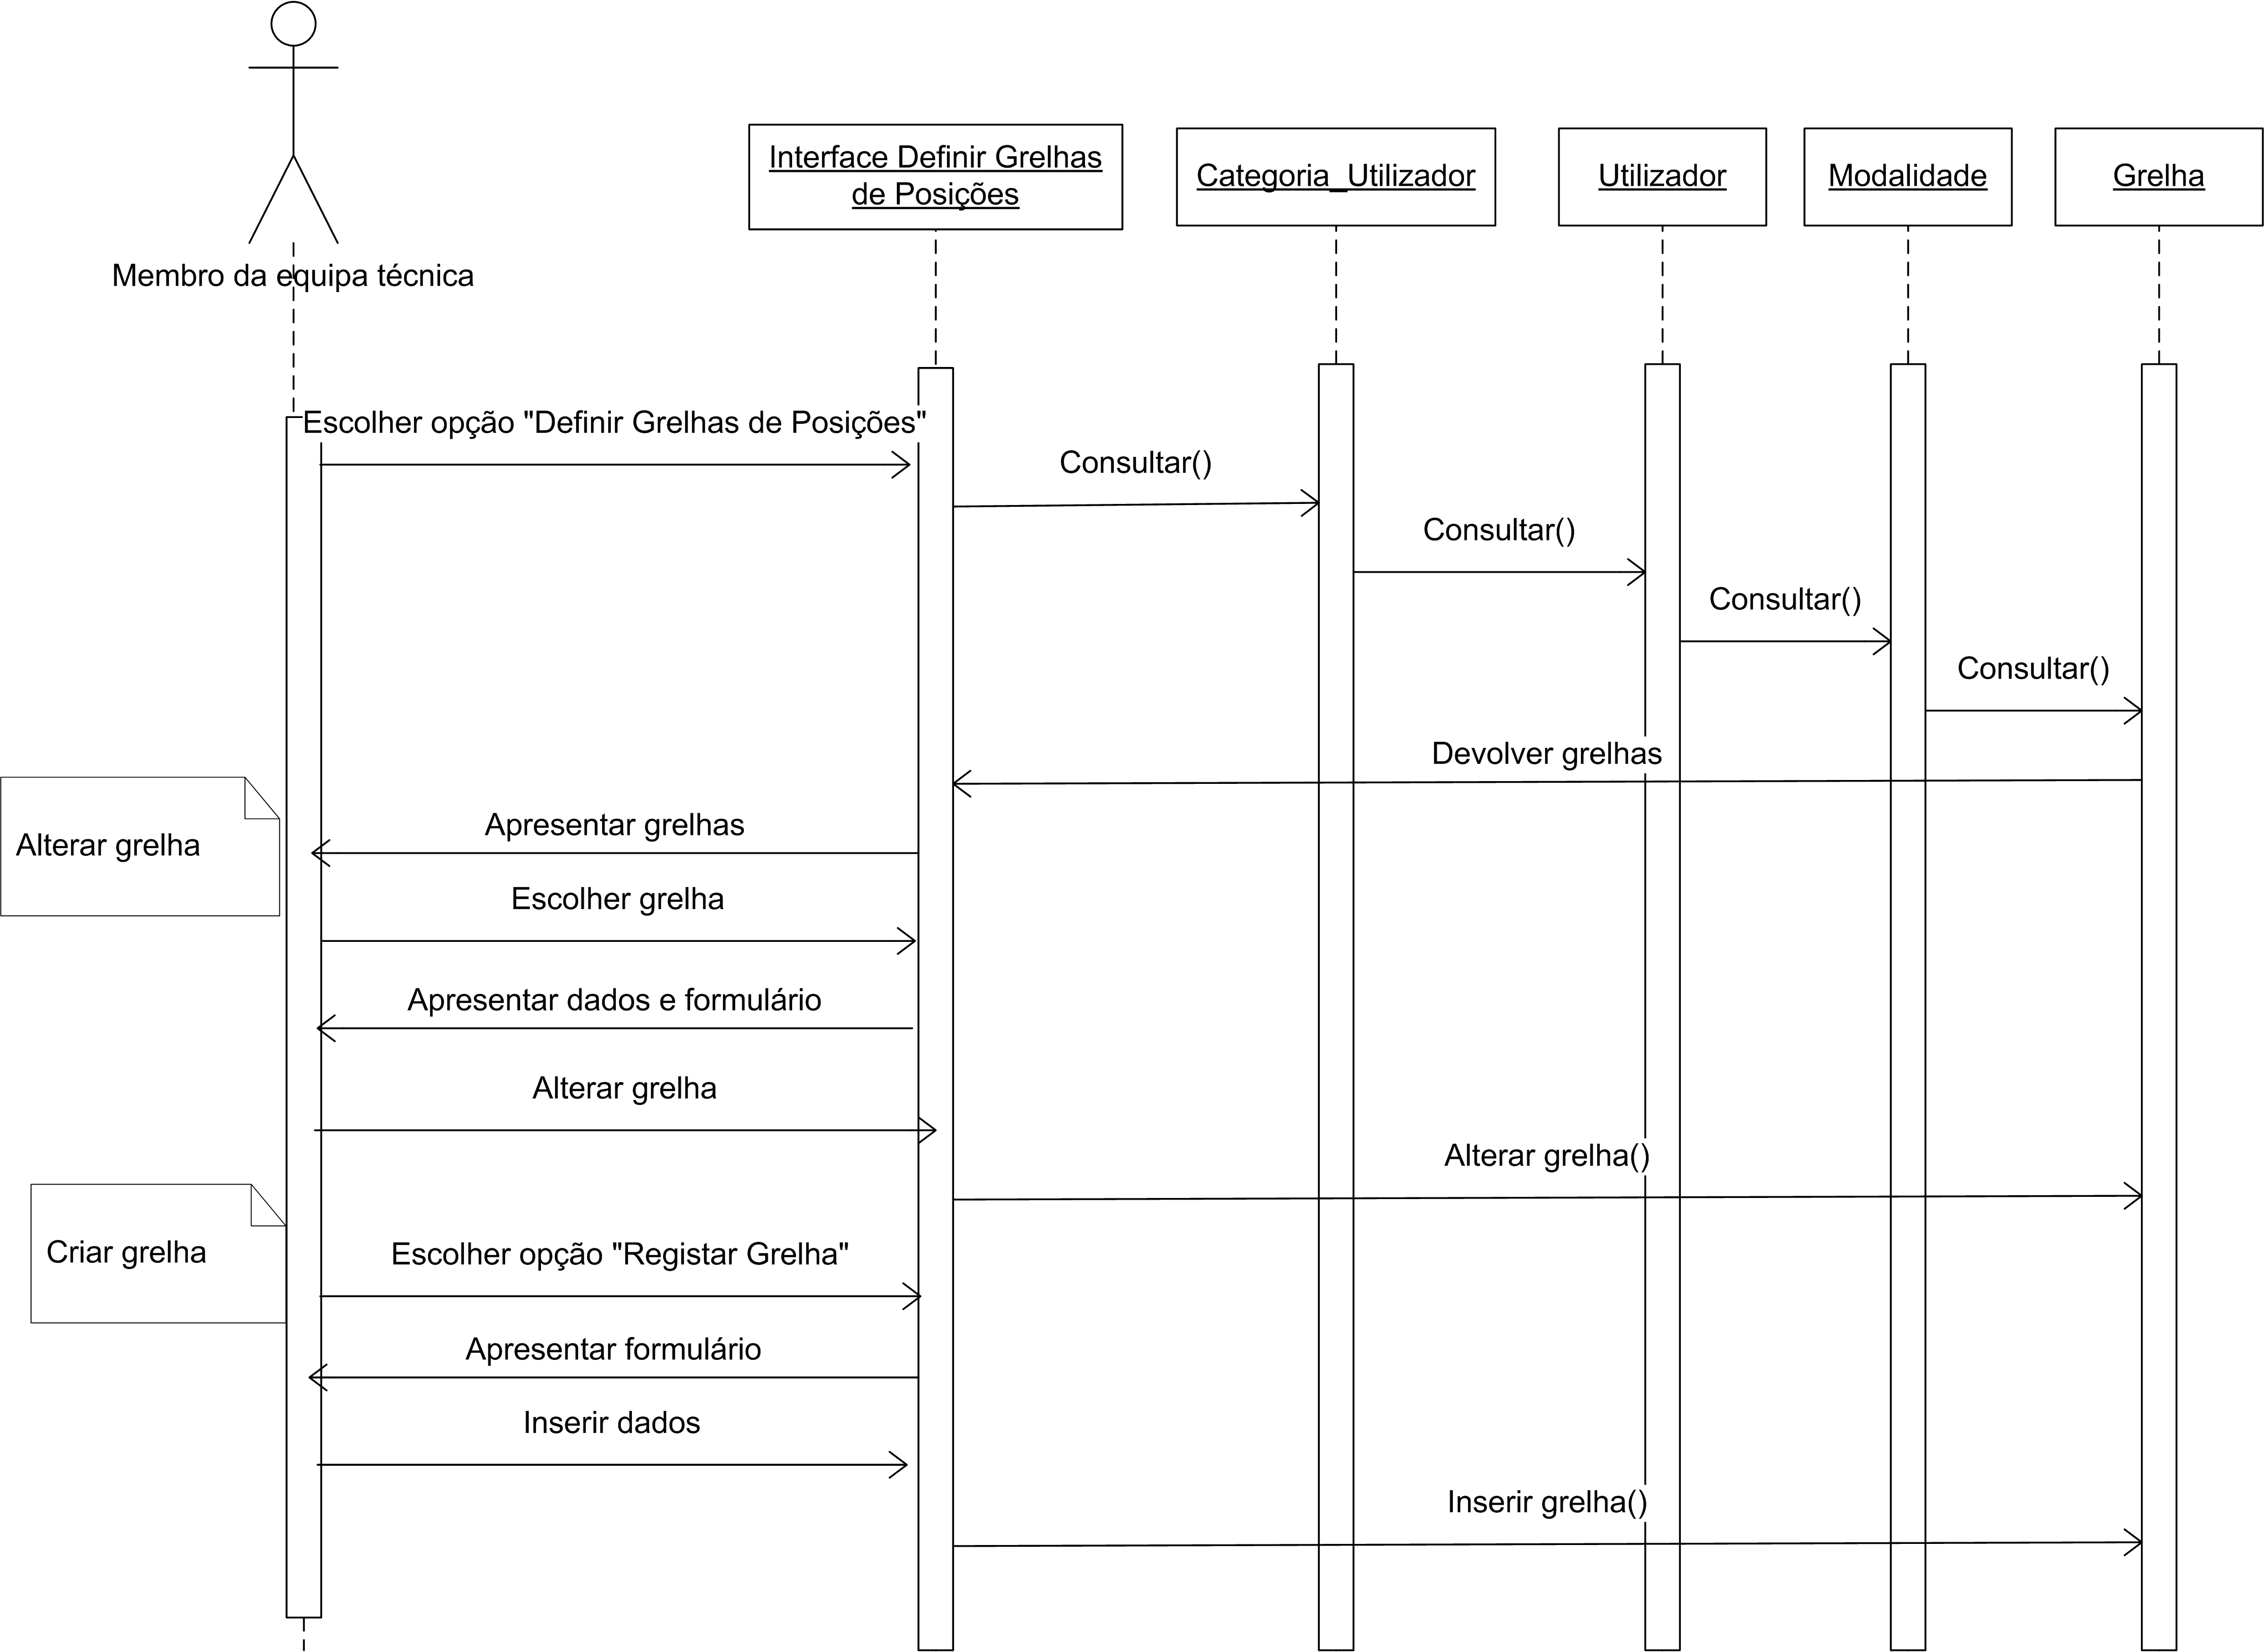 Interface Definir Grelhas
de Posições
Categoria_Utilizador
Utilizador
Modalidade
Grelha
Membro da equipa técnica
Escolher opção "Definir Grelhas de Posições"
Consultar()
Consultar()
Consultar()
Consultar()
Devolver grelhas
Apresentar grelhas
Alterar grelha
Escolher grelha
Apresentar dados e formulário
Alterar grelha
Alterar grelha()
Criar grelha
Escolher opção "Registar Grelha"
Apresentar formulário
Inserir dados
Inserir grelha()